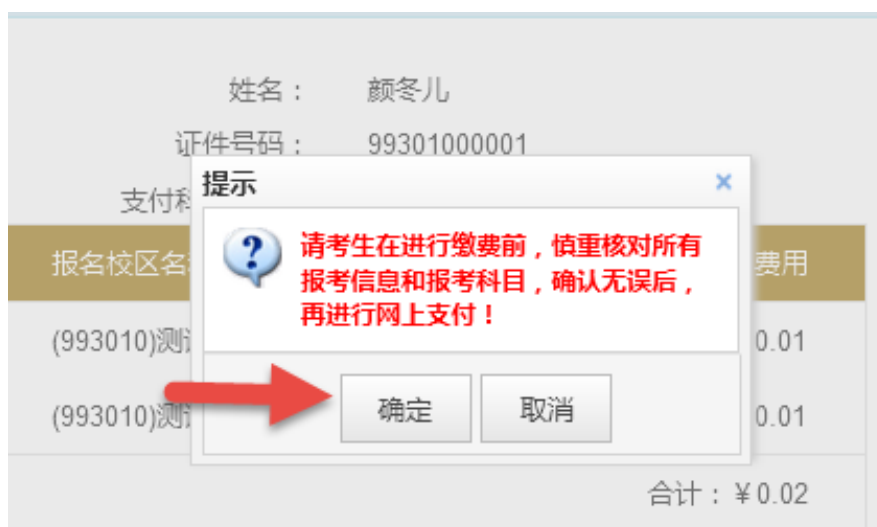 姓名： 颜冬儿
证件号码： 99301000001
支付科
提示
请考生在进行缴费前，慎重核对所有
报考信息和报考科目，确认无误后，
再进行网上支付！
确定 取消
报名校区名 费用
(993010)测试 0.01
(993010)测试 0.01
合计：¥0.02